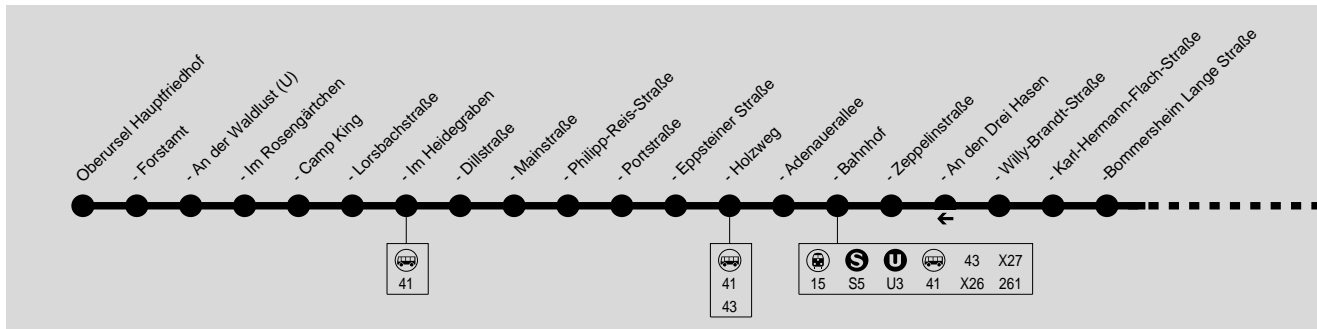 Oberursel Hauptfriedhof
- Forstamt
- An der Waldlust (U)
- Im Rosengärtchen
- Camp King
- Lorsbachstraße
- Im Heidegraben
- Dillstraße
- Mainstraße
- Philipp-Reis-Straße
- Portstraße
- Eppsteiner Straße
- Holzweg
- Adenauerallee
- Bahnhof
- Zeppelinstraße
- An den Drei Hasen
- Willy-Brandt-Straße
- Karl-Hermann-Flach-Straße
-Bommersheim Lange Straße
41
41
43
S U 43 X27
15 S5 U3 41 X26 261